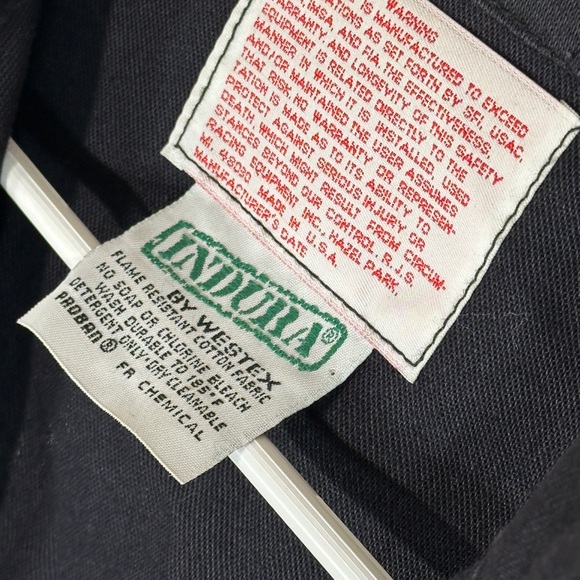 WARNING
IS MANUFACTURED TO EXCEED
ATIONS AS SET FORTH BY SFI, USAC,
IMSA, AND FIA. THE EFFECTIVENESS,
WARRANTY, AND LONGEVITY OF THIS SAFETY
EQUIPMENT IS RELATED DIRECTLY TO THE
MANNER IN WHICH IT IS INSTALLED, USED
AND/OR MAINTAINED. THE USER ASSUMES
THAT RISK. NO WARRANTY OR REPRESEN
TATION IS MADE AS TO ITS ABILITY TO
PROTECT AGAINST SERIOUS INJURY OR
DEATH, WHICH MIGHT RESULT FROM CIRCUM-
STANCES BEYOND OUR CONTROL. R.J.S.
RACING EQUIPMENT INC., HAZEL PARK,
MI 48030 MADE IN U.S.A.
MANUFACTURER'S DATE
INDURA®
BY WESTEX
FLAME RESISTANT COTTON FABRIC
NO SOAP OR CHLORINE BLEACH
WASH DURABLE TO 165°F
DETERGENT ONLY DRY CLEANABLE
PROBAN® FR CHEMICAL